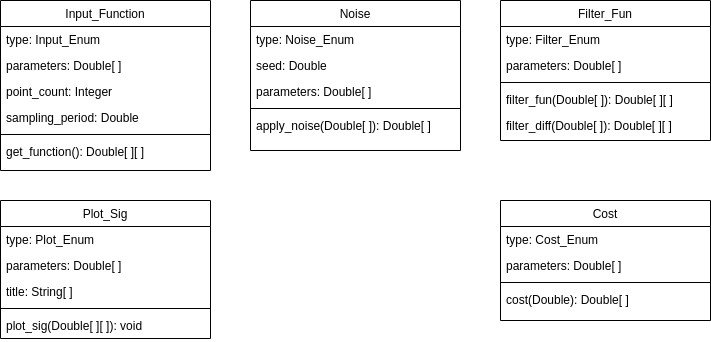 Input_Function
type: Input_Enum
parameters: Double[ ]
point_count: Integer
sampling_period: Double
get_function(): Double[ ][ ]
Noise
type: Noise_Enum
seed: Double
parameters: Double[ ]
apply_noise(Double[ ]): Double[ ]
Filter_Fun
type: Filter_Enum
parameters: Double[ ]
filter_fun(Double[ ]): Double[ ][ ]
filter_diff(Double[ ]): Double[ ][ ]
Plot_Sig
type: Plot_Enum
parameters: Double[ ]
title: String[ ]
plot_sig(Double[ ][ ]): void
Cost
type: Cost_Enum
parameters: Double[ ]
cost(Double): Double[ ]